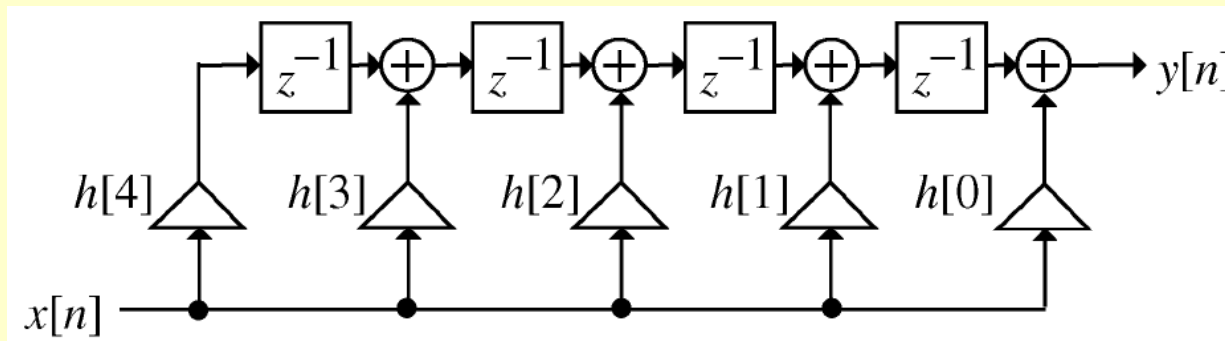 z⁻¹ + z⁻¹ + z⁻¹ + z⁻¹ + y[n]
h[4] h[3] h[2] h[1] h[0]
x[n]